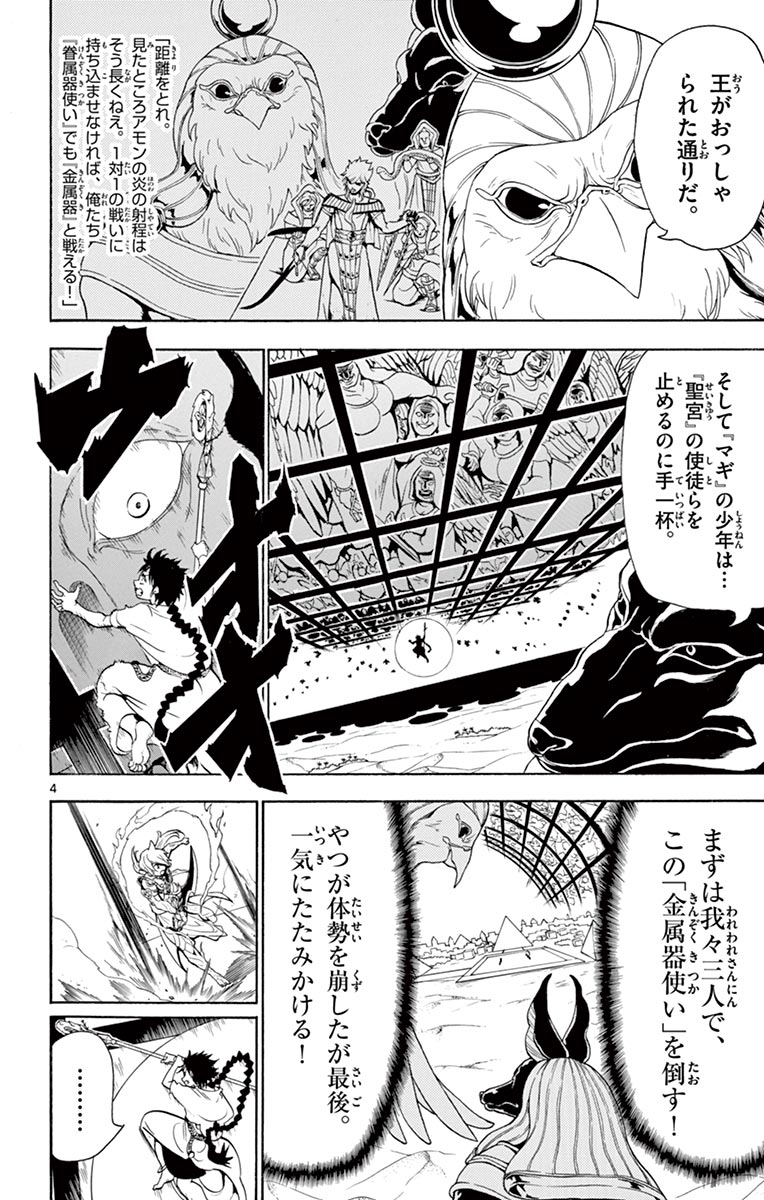 王がおっしゃ
られた通りだ。
「距離をとれ。
見たところアモンの炎の射程は
そう長くねえ。1対1の戦いに
持ち込ませなければ、俺たち
『眷属器使い』でも『金属器』と戦える！」
そして『マギ』の少年は…
『聖宮』の使徒らを
止めるのに手一杯。
オオオ
まずは我々三人で、
この「金属器使い」を倒す！
やつが体勢を崩したが最後。
一気にたたみかける！
………
4